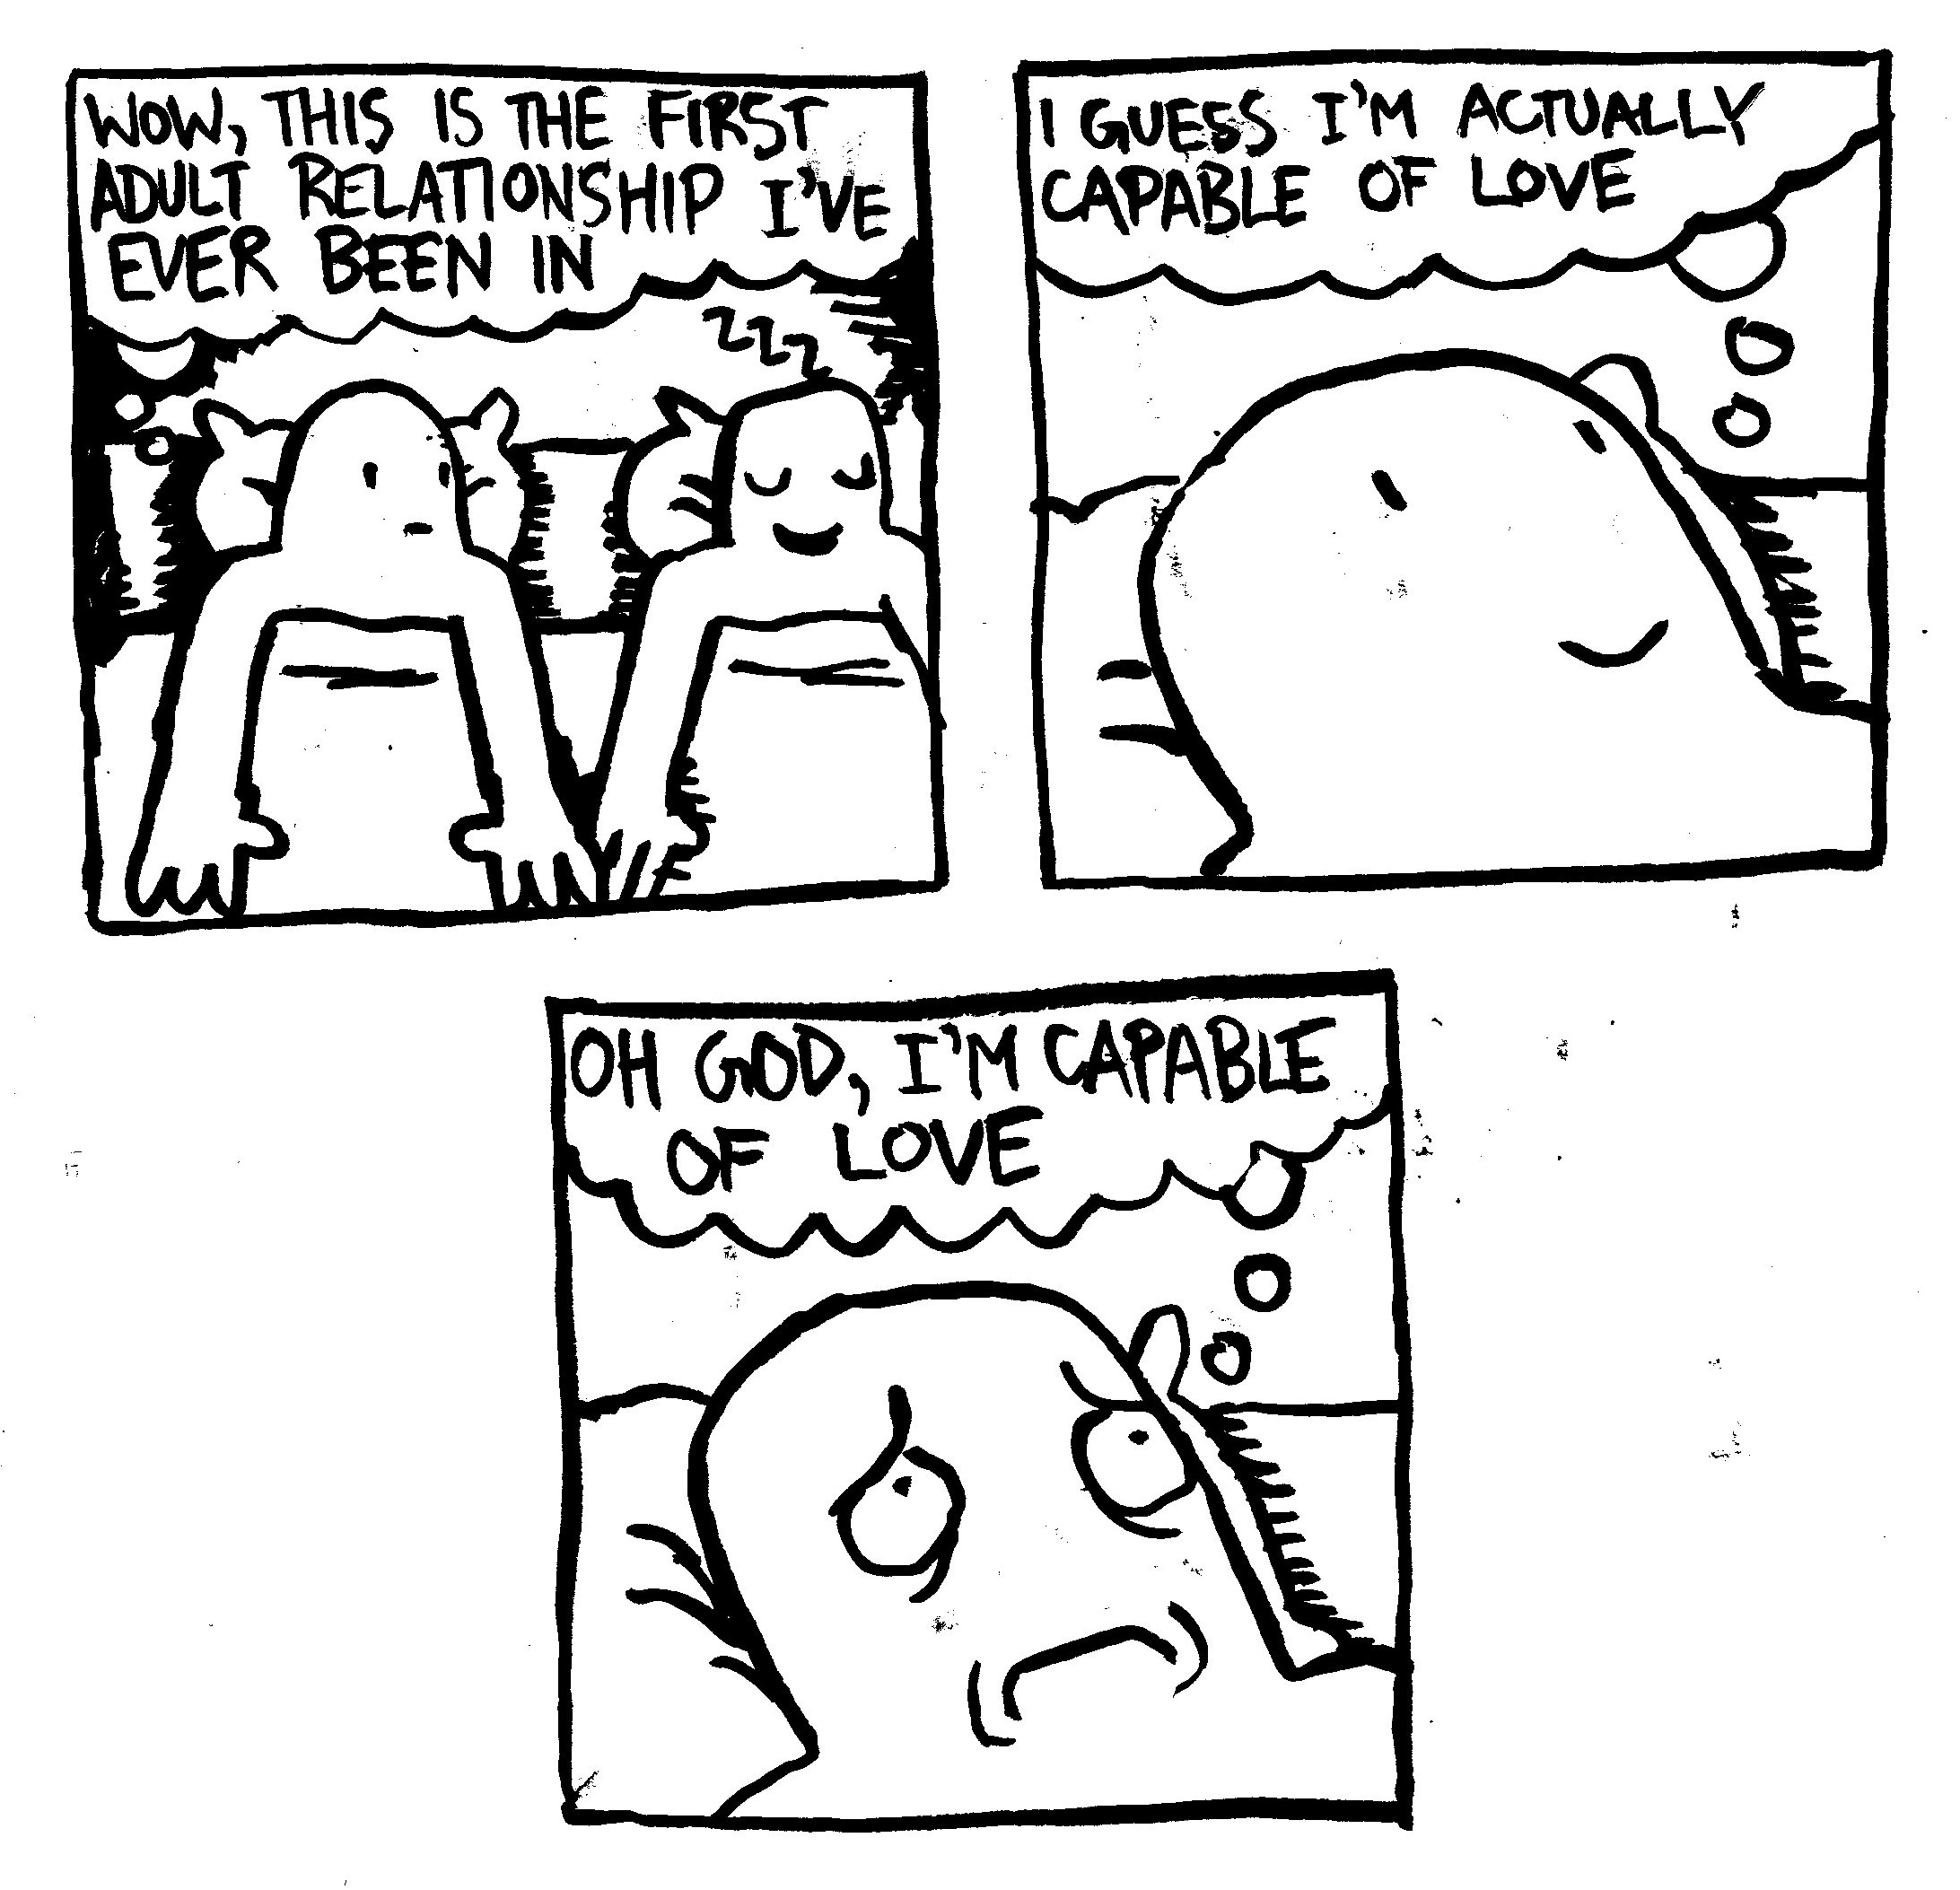 WOW, THIS IS THE FIRST
ADULT RELATIONSHIP I'VE
EVER BEEN IN
ZZZ
I GUESS I'M ACTUALLY
CAPABLE OF LOVE
OH GOD, I'M CAPABLE
OF LOVE